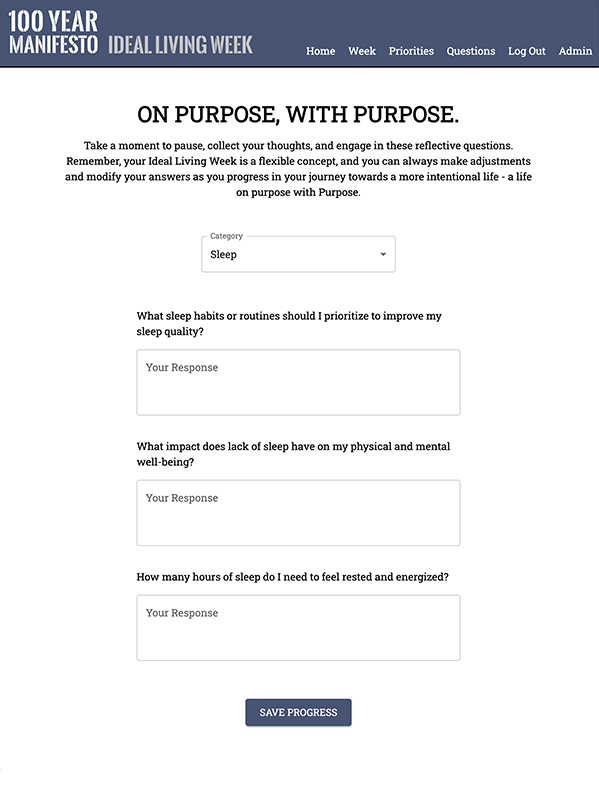 100 YEAR
MANIFESTO IDEAL LIVING WEEK
Home Week Priorities Questions Log Out Admin
ON PURPOSE, WITH PURPOSE.
Take a moment to pause, collect your thoughts, and engage in these reflective questions.
Remember, your Ideal Living Week is a flexible concept, and you can always make adjustments
and modify your answers as you progress in your journey towards a more intentional life - a life
on purpose with Purpose.
Category
Sleep
What sleep habits or routines should I prioritize to improve my
sleep quality?
Your Response
What impact does lack of sleep have on my physical and mental
well-being?
Your Response
How many hours of sleep do I need to feel rested and energized?
Your Response
SAVE PROGRESS